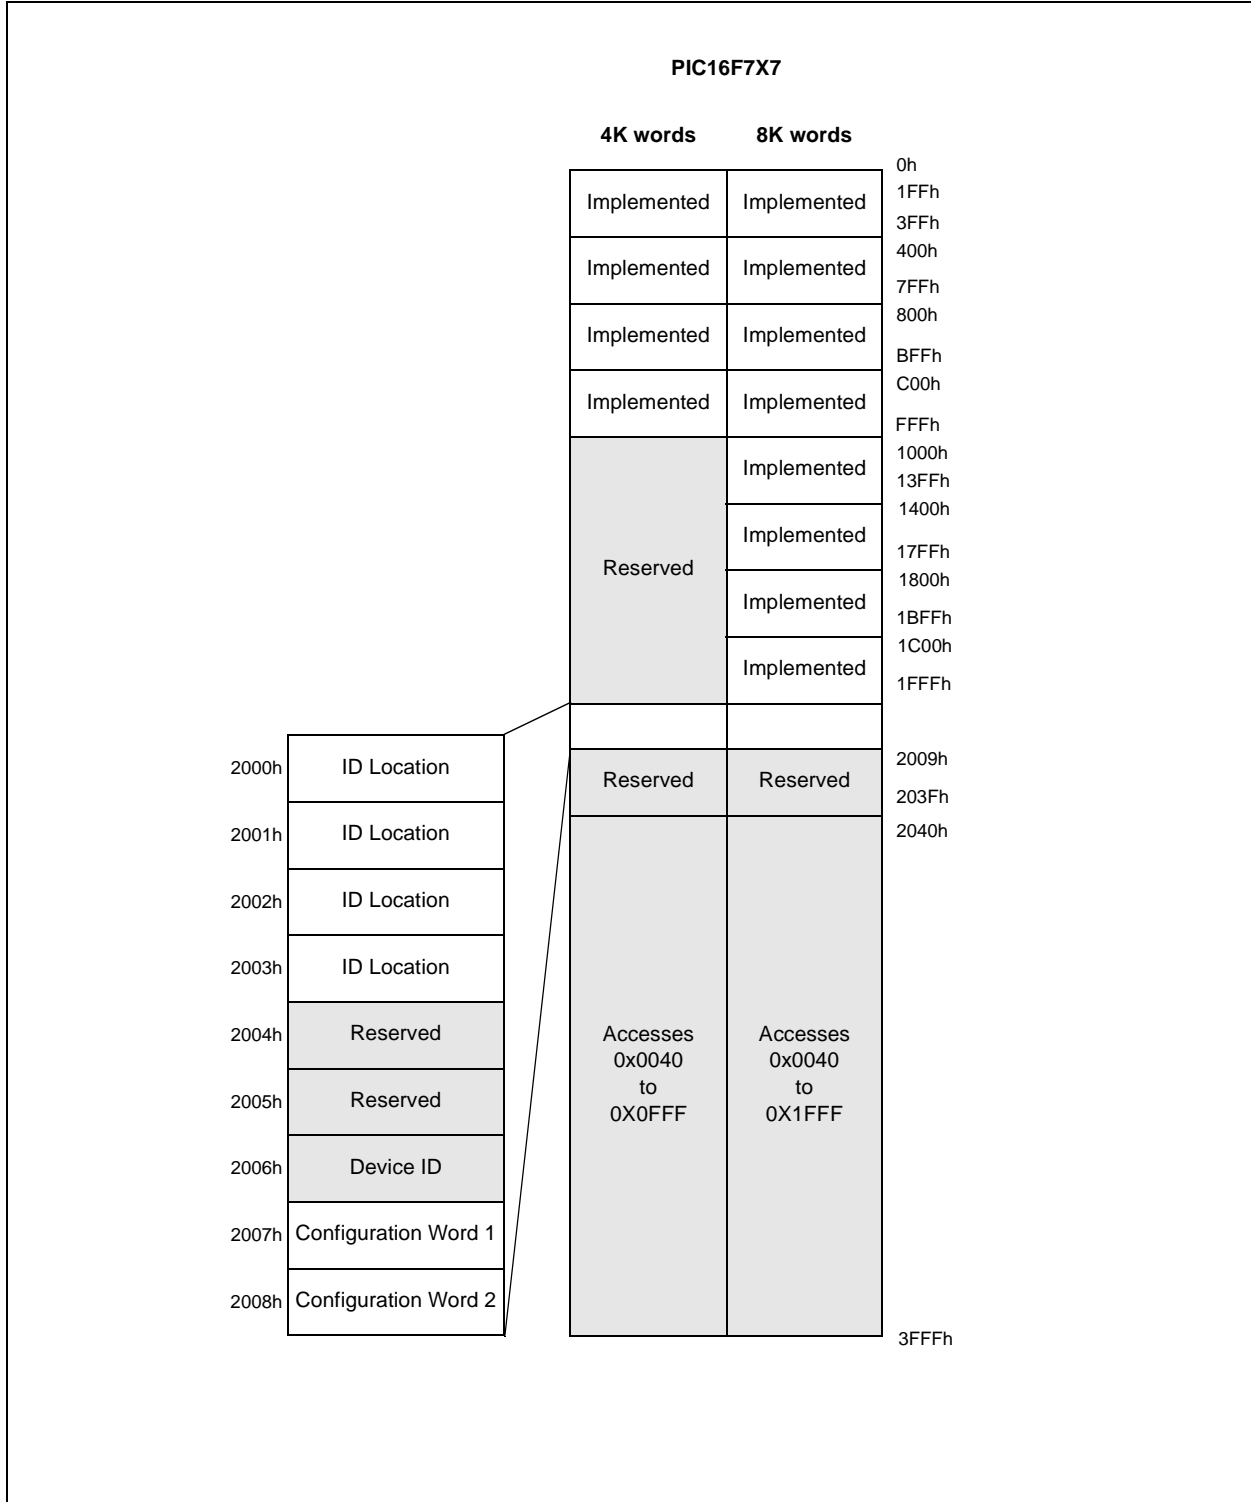 PIC16F7X7
4K words 8K words
0h
Implemented Implemented 1FFh
3FFh
400h
Implemented Implemented
7FFh
800h
Implemented Implemented
BFFh
C00h
Implemented Implemented
FFFh
1000h
Implemented
13FFh
1400h
Implemented
17FFh
Reserved
1800h
Implemented
1BFFh
1C00h
Implemented
1FFFh
2000h ID Location
2009h
Reserved Reserved
203Fh
2001h ID Location
2040h
2002h ID Location
2003h ID Location
2004h Reserved
2005h Reserved
2006h Device ID
2007h Configuration Word 1
2008h Configuration Word 2
Accesses Accesses
0x0040 0x0040
to to
0X0FFF 0X1FFF
3FFFh